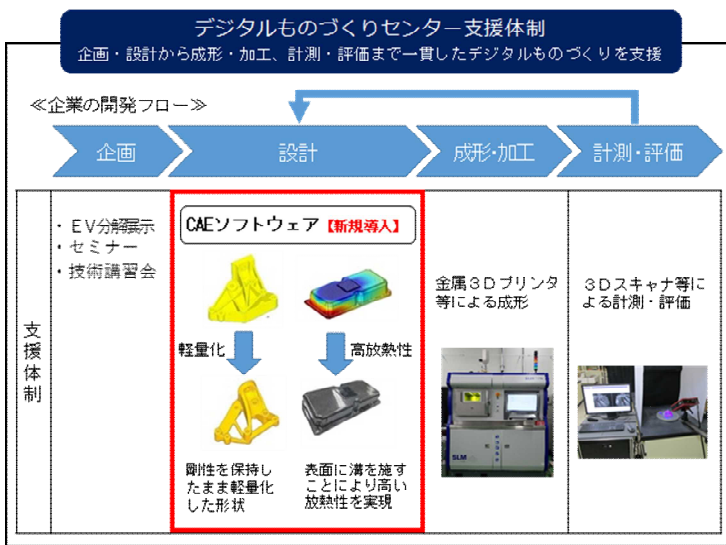 デジタルものづくりセンター支援体制
企画・設計から成形・加工、計測・評価まで一貫したデジタルものづくりを支援
≪企業の開発フロー≫
企画
設計
成形・加工
計測・評価
支援体制
・EV分解展示
・セミナー
・技術講習会
CAEソフトウェア【新規導入】
軽量化
高放熱性
剛性を保持し
たまま軽量化
した形状
表面に溝を施す
ことにより高い
放熱性を実現
金属3Dプリンタ
等による成形
SLM
3Dスキャナ等に
よる計測・評価